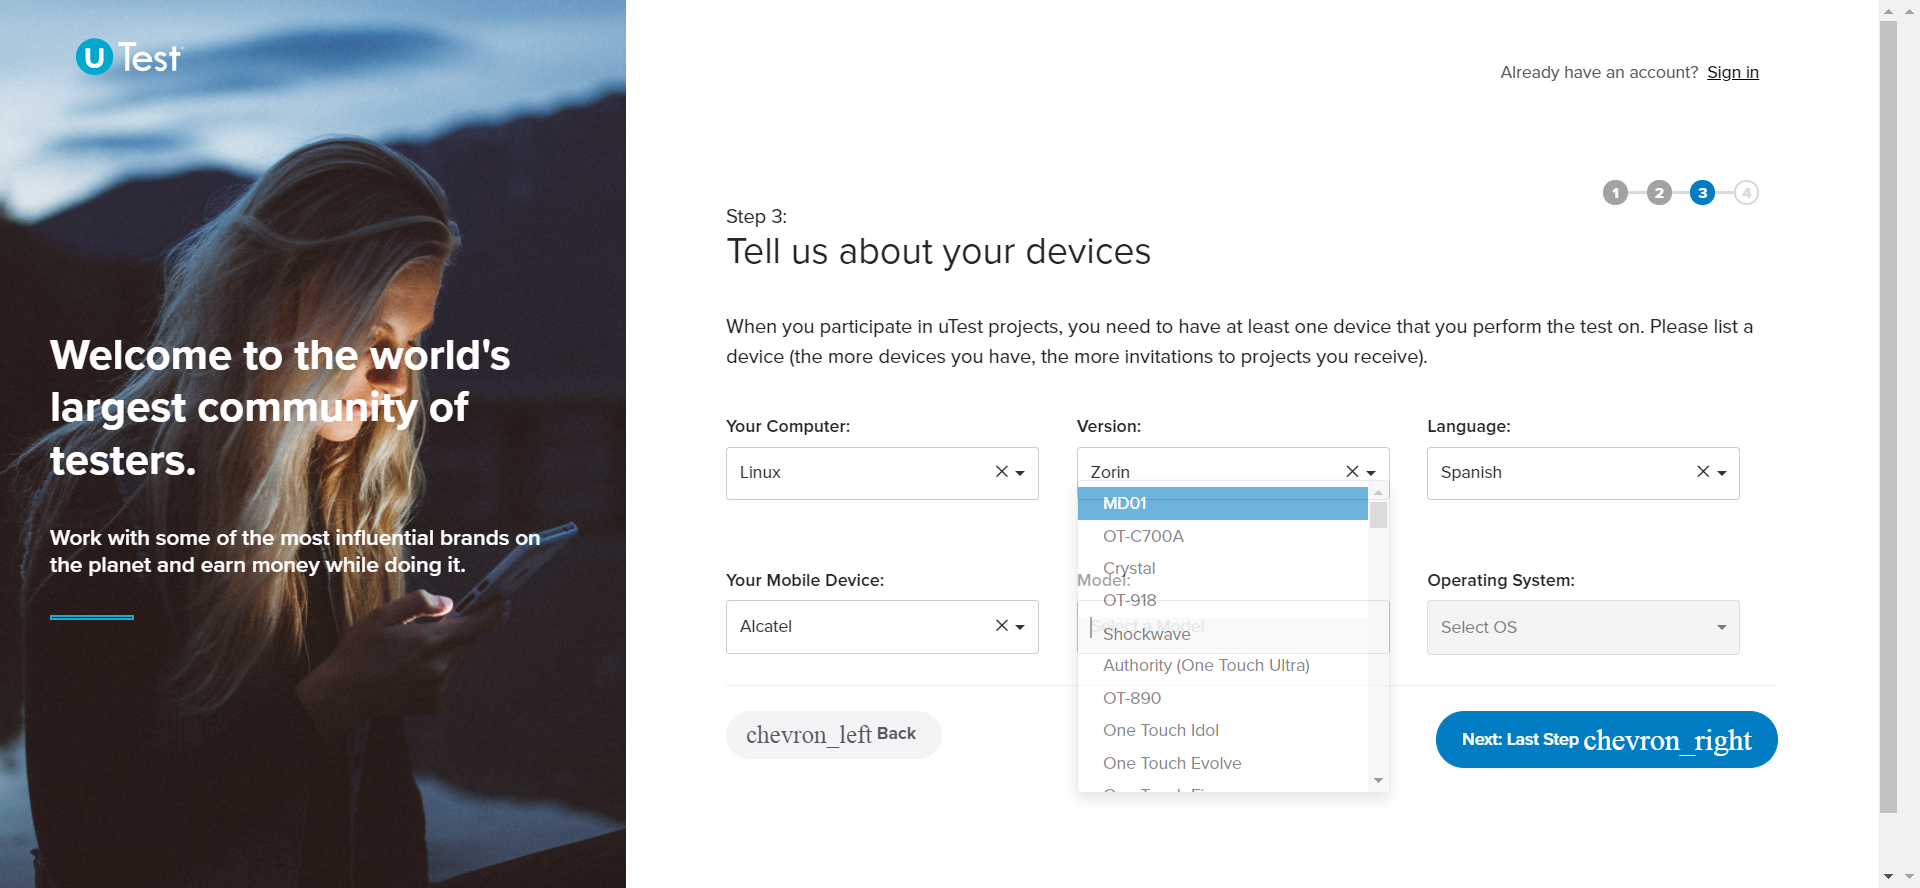 U Test
Already have an account? Sign in
1 2 3 4
Step 3:
Tell us about your devices
Welcome to the world's
largest community of
testers.
When you participate in uTest projects, you need to have at least one device that you perform the test on. Please list a
device (the more devices you have, the more invitations to projects you receive).
Work with some of the most influential brands on
the planet and earn money while doing it.
Your Computer: Version: Language:
Linux Zorin Spanish
MD01
OT-C700A
Crystal
Your Mobile Device: Model: Operating System:
OT-918
Alcatel Select a Model Select OS
Shockwave
Authority (One Touch Ultra)
OT-890
One Touch Idol
One Touch Evolve
chevron_left Back
Next: Last Step chevron_right